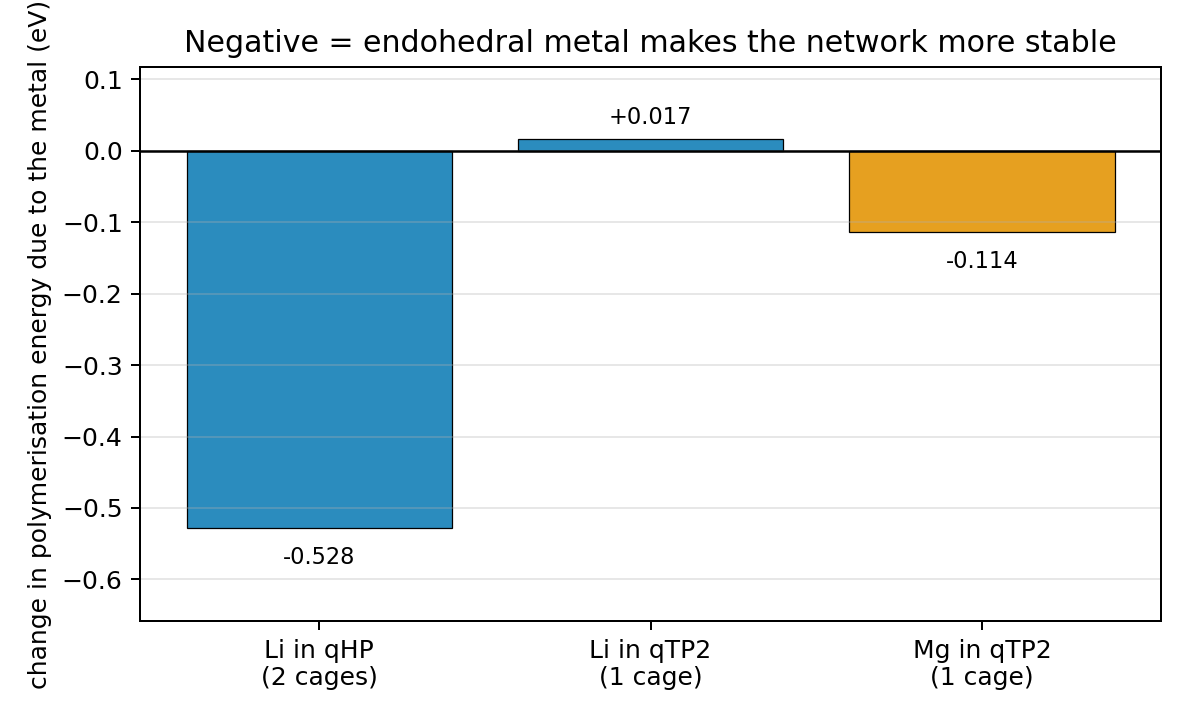 Negative = endohedral metal makes the network more stable
change in polymerisation energy due to the metal (eV)
0.1
0.0
−0.1
−0.2
−0.3
−0.4
−0.5
−0.6
+0.017
-0.114
-0.528
Li in qHP
(2 cages)
Li in qTP2
(1 cage)
Mg in qTP2
(1 cage)